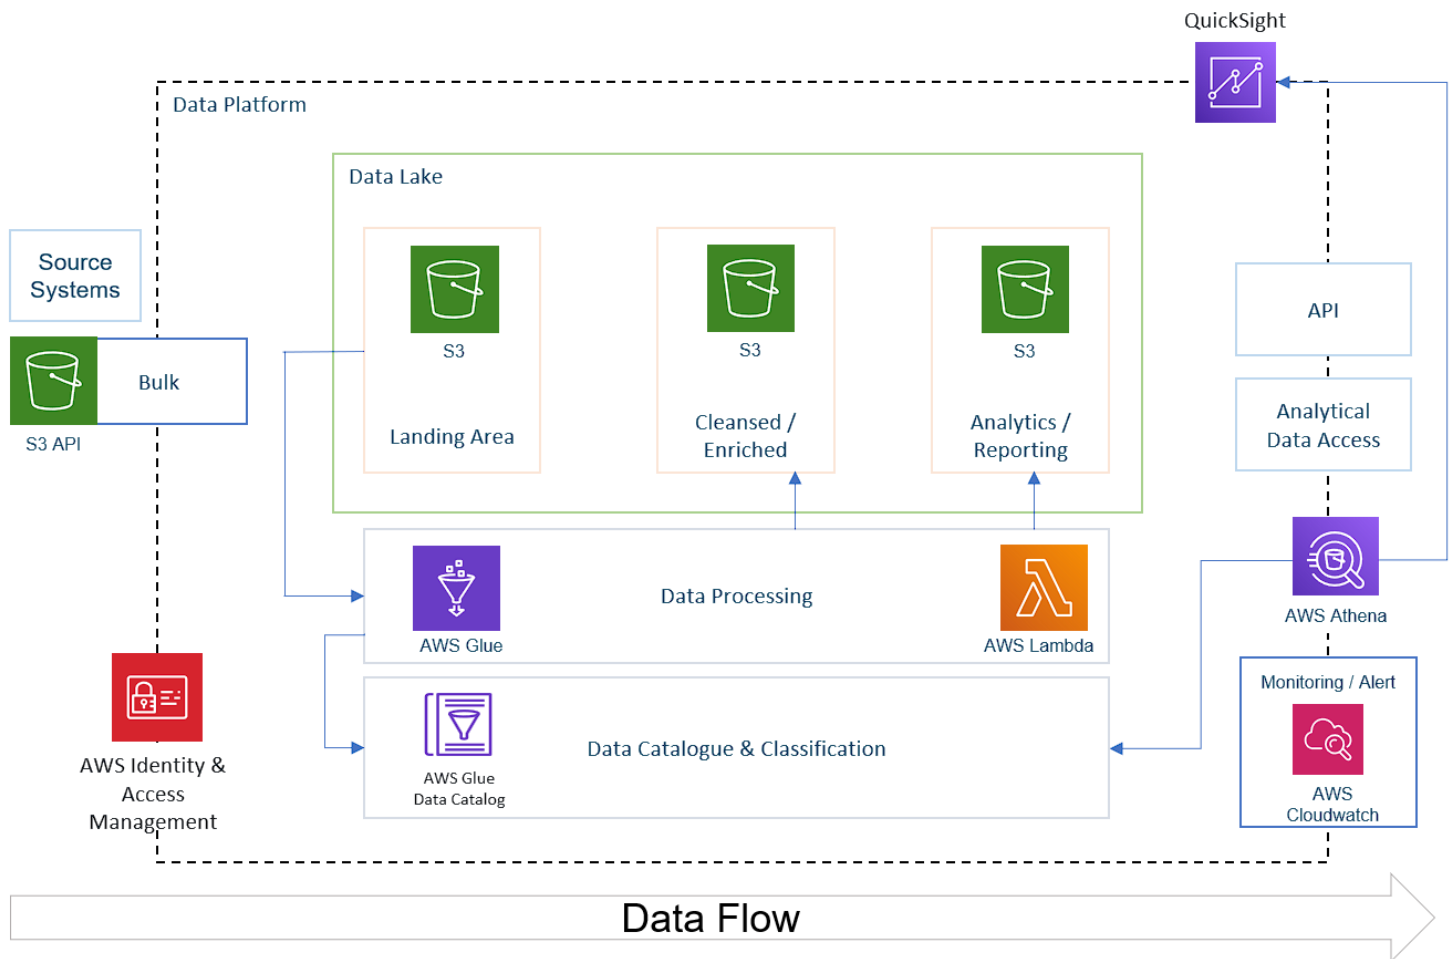 QuickSight
Data Platform
Data Lake
Source
Systems
S3 API
Bulk
S3
Landing Area
S3
Cleansed /
Enriched
S3
Analytics /
Reporting
API
Analytical
Data Access
AWS Glue
Data Processing
AWS Lambda
AWS Athena
AWS Identity &
Access
Management
AWS Glue
Data Catalog
Data Catalogue & Classification
Monitoring / Alert
AWS
Cloudwatch
Data Flow